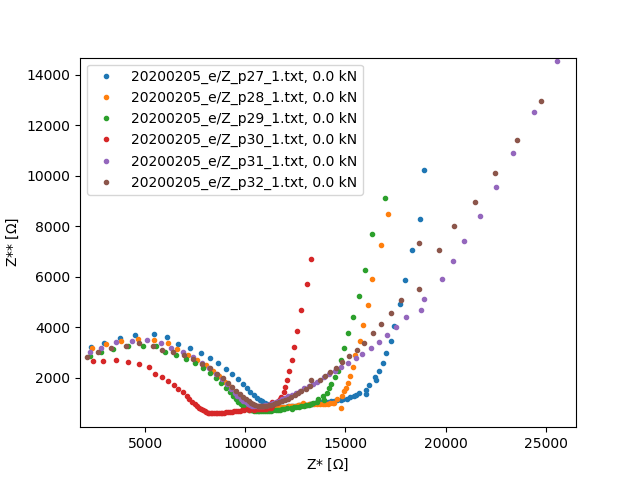 14000
12000
10000
8000
6000
4000
2000
Z** [Ω]
20200205_e/Z_p27_1.txt, 0.0 kN
20200205_e/Z_p28_1.txt, 0.0 kN
20200205_e/Z_p29_1.txt, 0.0 kN
20200205_e/Z_p30_1.txt, 0.0 kN
20200205_e/Z_p31_1.txt, 0.0 kN
20200205_e/Z_p32_1.txt, 0.0 kN
5000 10000 15000 20000 25000
Z* [Ω]